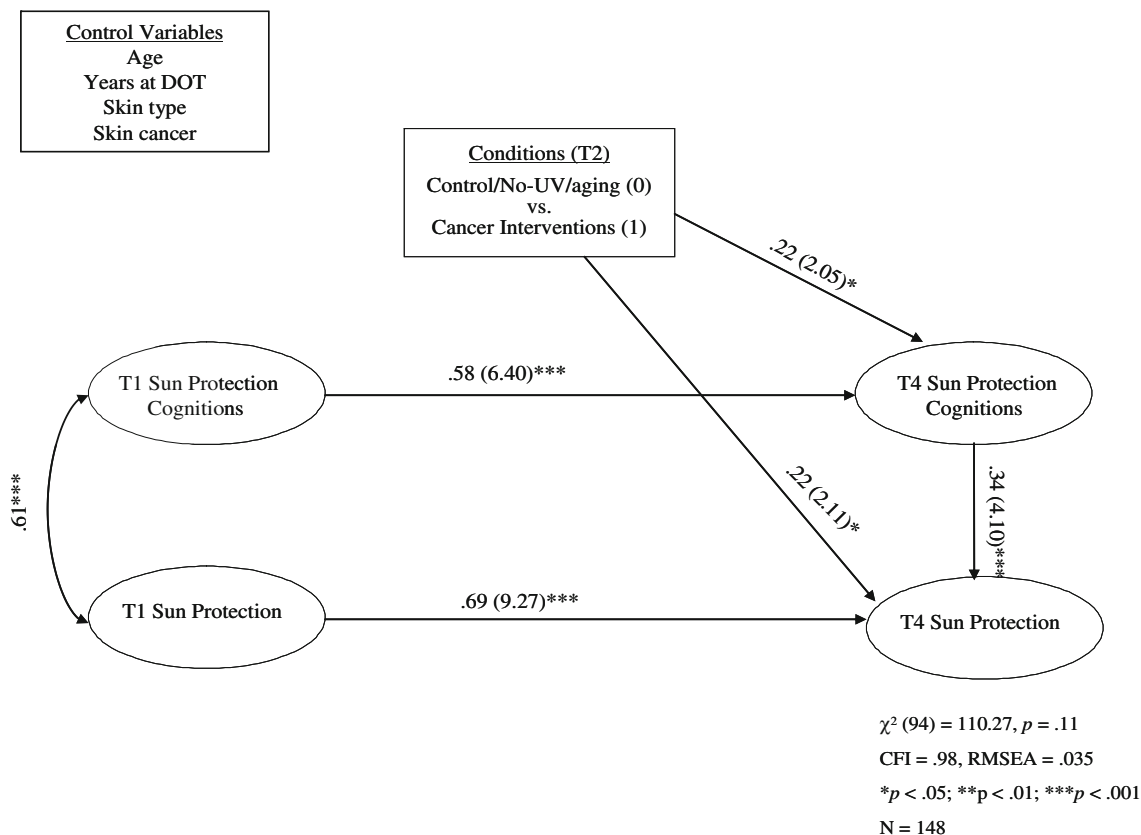 Control Variables
Age
Years at DOT
Skin type
Skin cancer
Conditions (T2)
Control/No-UV/aging (0)
vs.
Cancer Interventions (1)
.22 (2.05)*
T1 Sun Protection
Cognitions
.58 (6.40)***
T4 Sun Protection
Cognitions
.61***
.22 (2.11)*
.34 (4.10)***
T1 Sun Protection
.69 (9.27)***
T4 Sun Protection
χ² (94) = 110.27, p = .11
CFI = .98, RMSEA = .035
*p < .05; **p < .01; ***p < .001
N = 148